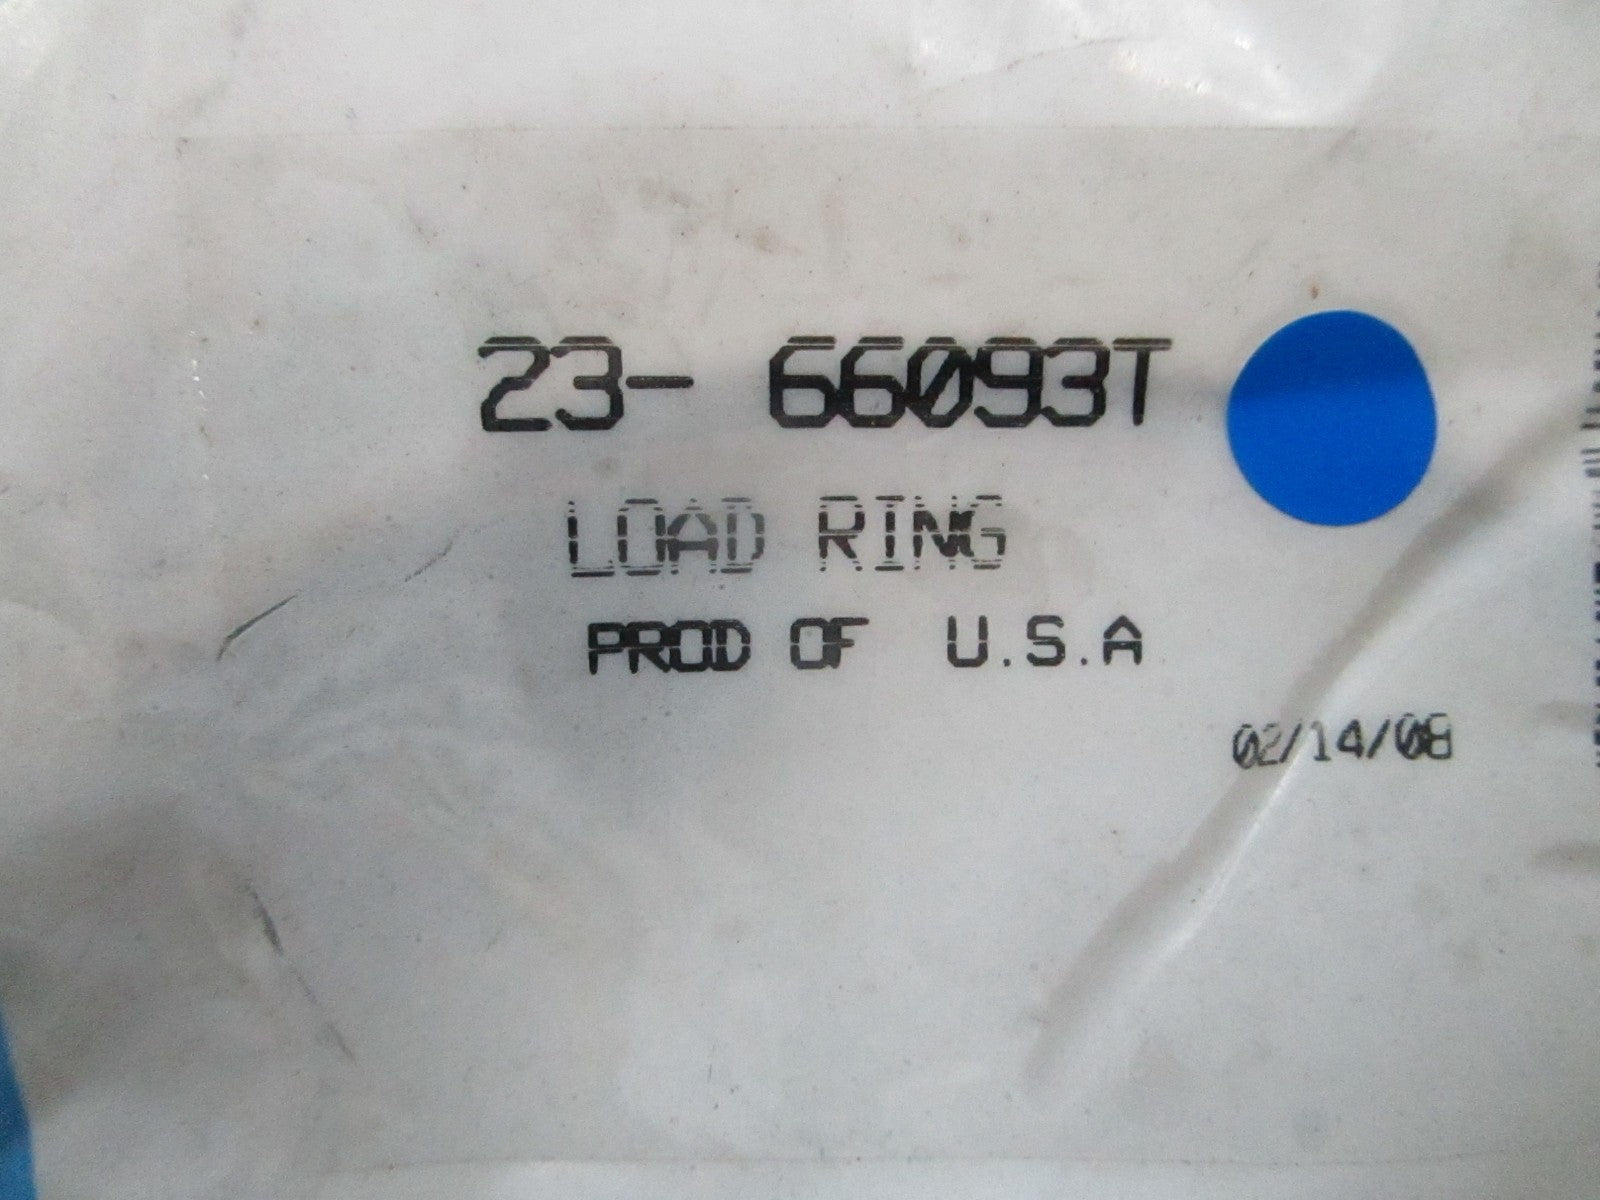 23- 66093T
LOAD RING
PROD OF U.S.A
02/14/08